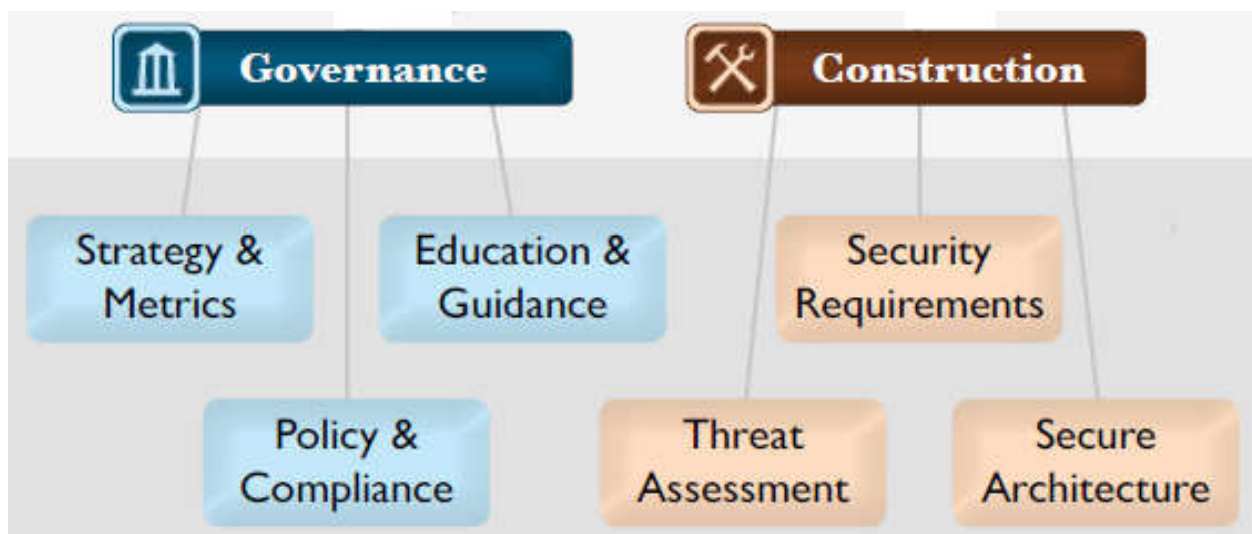 Governance
Construction
Strategy &
Metrics
Education &
Guidance
Security
Requirements
Policy &
Compliance
Threat
Assessment
Secure
Architecture